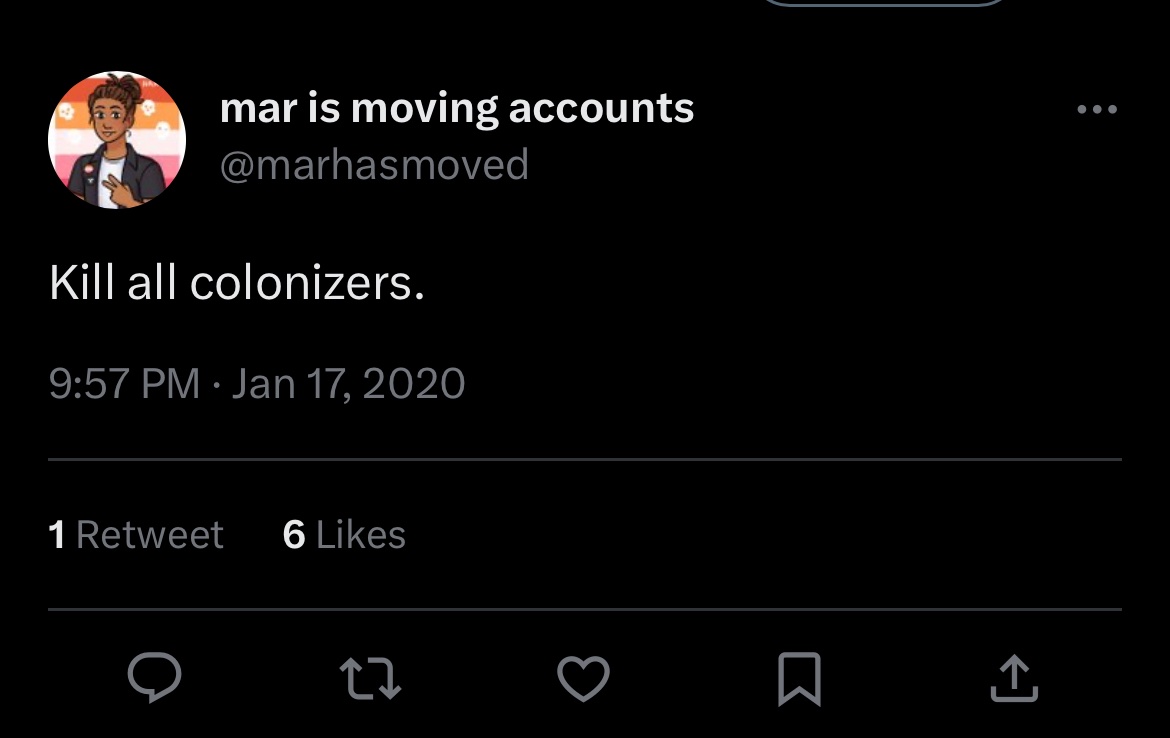 mar is moving accounts
@marhasmoved
Kill all colonizers.
9:57 PM · Jan 17, 2020
1 Retweet 6 Likes